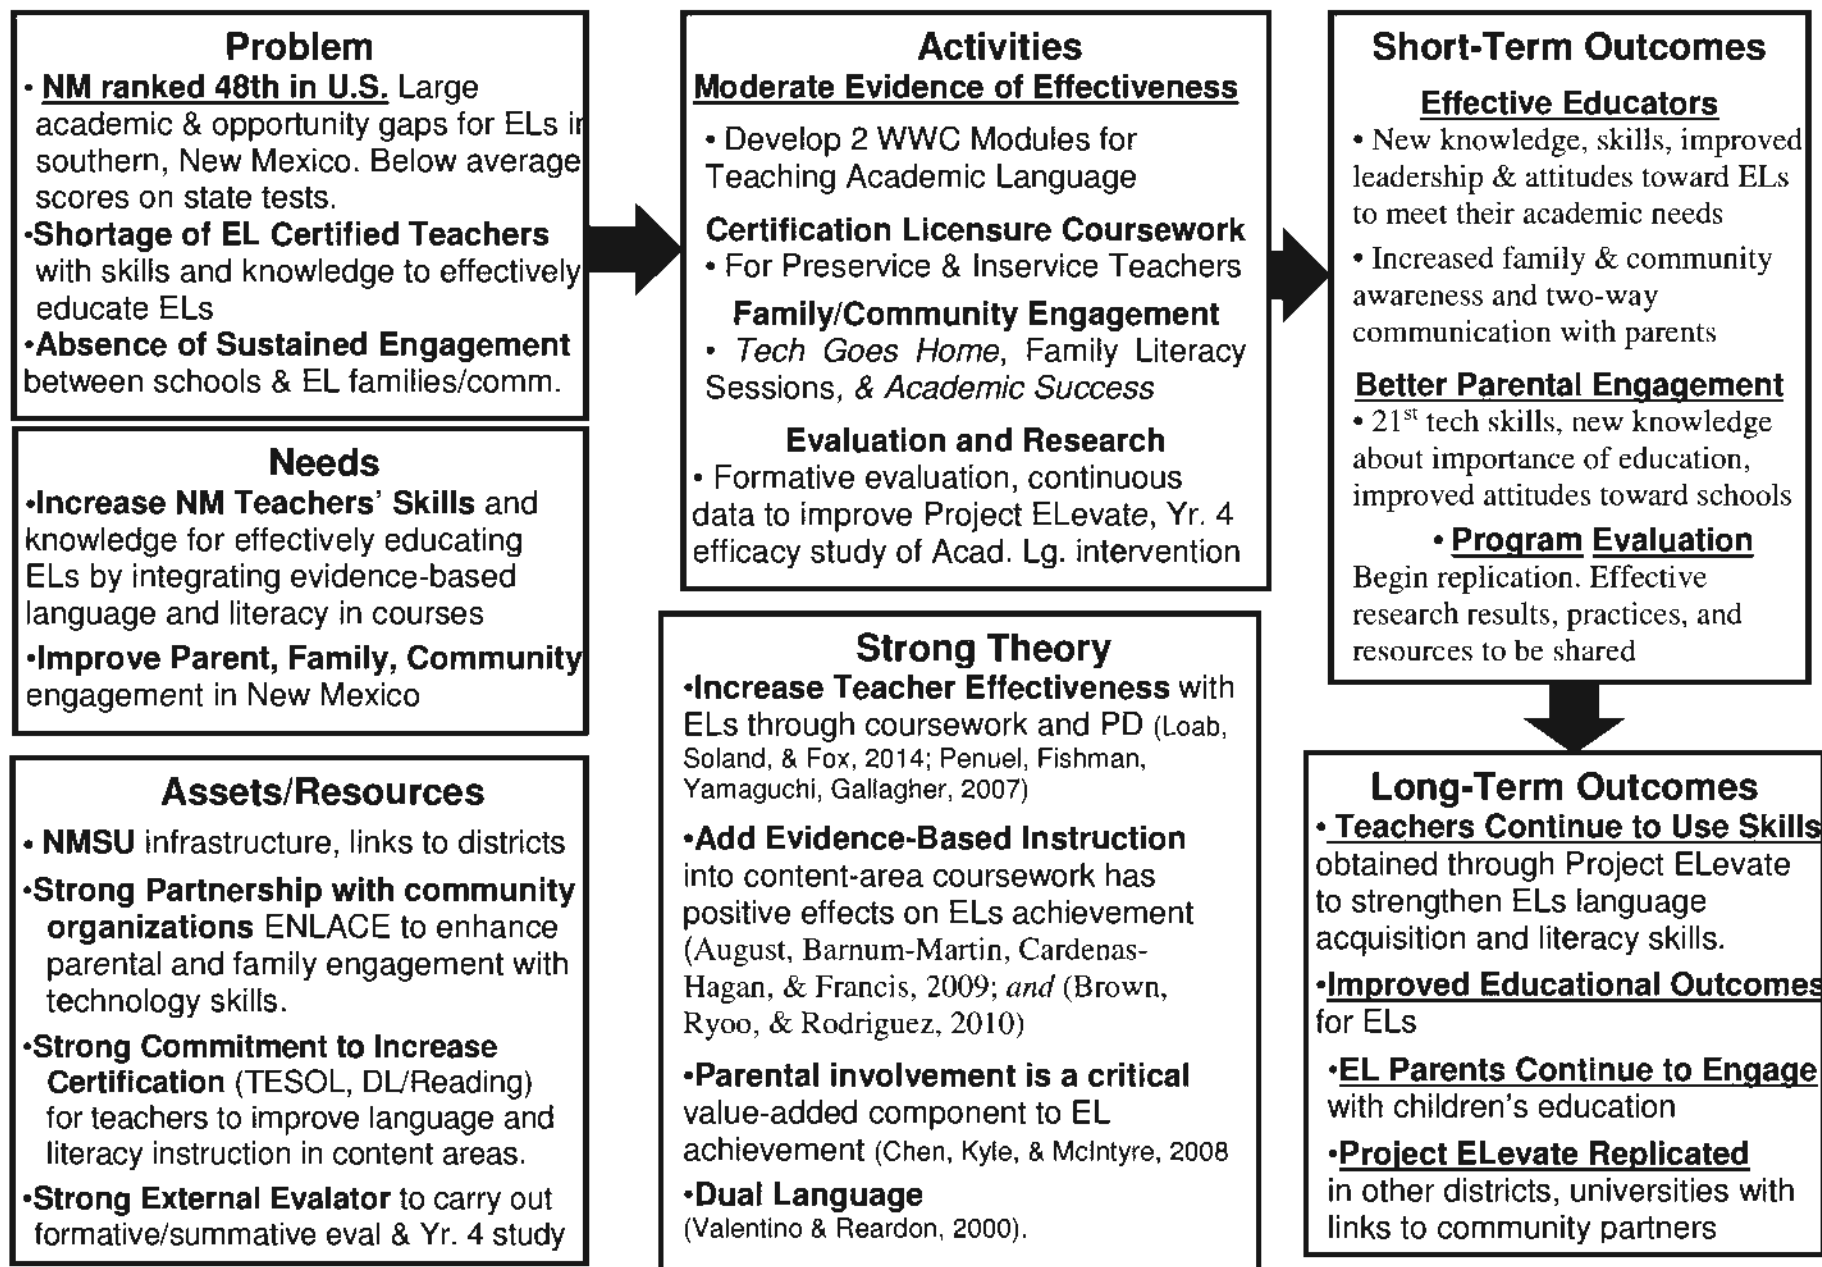 Problem
• NM ranked 48th in U.S. Large
academic & opportunity gaps for ELs in
southern, New Mexico. Below average
scores on state tests.
•Shortage of EL Certified Teachers
with skills and knowledge to effectively
educate ELs
•Absence of Sustained Engagement
between schools & EL families/comm.
Needs
•Increase NM Teachers' Skills and
knowledge for effectively educating
ELs by integrating evidence-based
language and literacy in courses
•Improve Parent, Family, Community
engagement in New Mexico
Assets/Resources
• NMSU infrastructure, links to districts
•Strong Partnership with community
organizations ENLACE to enhance
parental and family engagement with
technology skills.
•Strong Commitment to Increase
Certification (TESOL, DL/Reading)
for teachers to improve language and
literacy instruction in content areas.
•Strong External Evalator to carry out
formative/summative eval & Yr. 4 study
Activities
Moderate Evidence of Effectiveness
• Develop 2 WWC Modules for
Teaching Academic Language
Certification Licensure Coursework
• For Preservice & Inservice Teachers
Family/Community Engagement
• Tech Goes Home, Family Literacy
Sessions, & Academic Success
Evaluation and Research
• Formative evaluation, continuous
data to improve Project ELevate, Yr. 4
efficacy study of Acad. Lg. intervention
Strong Theory
•Increase Teacher Effectiveness with
ELs through coursework and PD (Loab,
Soland, & Fox, 2014; Penuel, Fishman,
Yamaguchi, Gallagher, 2007)
•Add Evidence-Based Instruction
into content-area coursework has
positive effects on ELs achievement
(August, Barnum-Martin, Cardenas-
Hagan, & Francis, 2009; and (Brown,
Ryoo, & Rodriguez, 2010)
•Parental involvement is a critical
value-added component to EL
achievement (Chen, Kyle, & McIntyre, 2008
•Dual Language
(Valentino & Reardon, 2000).
Short-Term Outcomes
Effective Educators
• New knowledge, skills, improved
leadership & attitudes toward ELs
to meet their academic needs
• Increased family & community
awareness and two-way
communication with parents
Better Parental Engagement
• 21st tech skills, new knowledge
about importance of education,
improved attitudes toward schools
• Program Evaluation
Begin replication. Effective
research results, practices, and
resources to be shared
Long-Term Outcomes
• Teachers Continue to Use Skills
obtained through Project ELevate
to strengthen ELs language
acquisition and literacy skills.
•Improved Educational Outcomes
for ELs
•EL Parents Continue to Engage
with children's education
•Project ELevate Replicated
in other districts, universities with
links to community partners